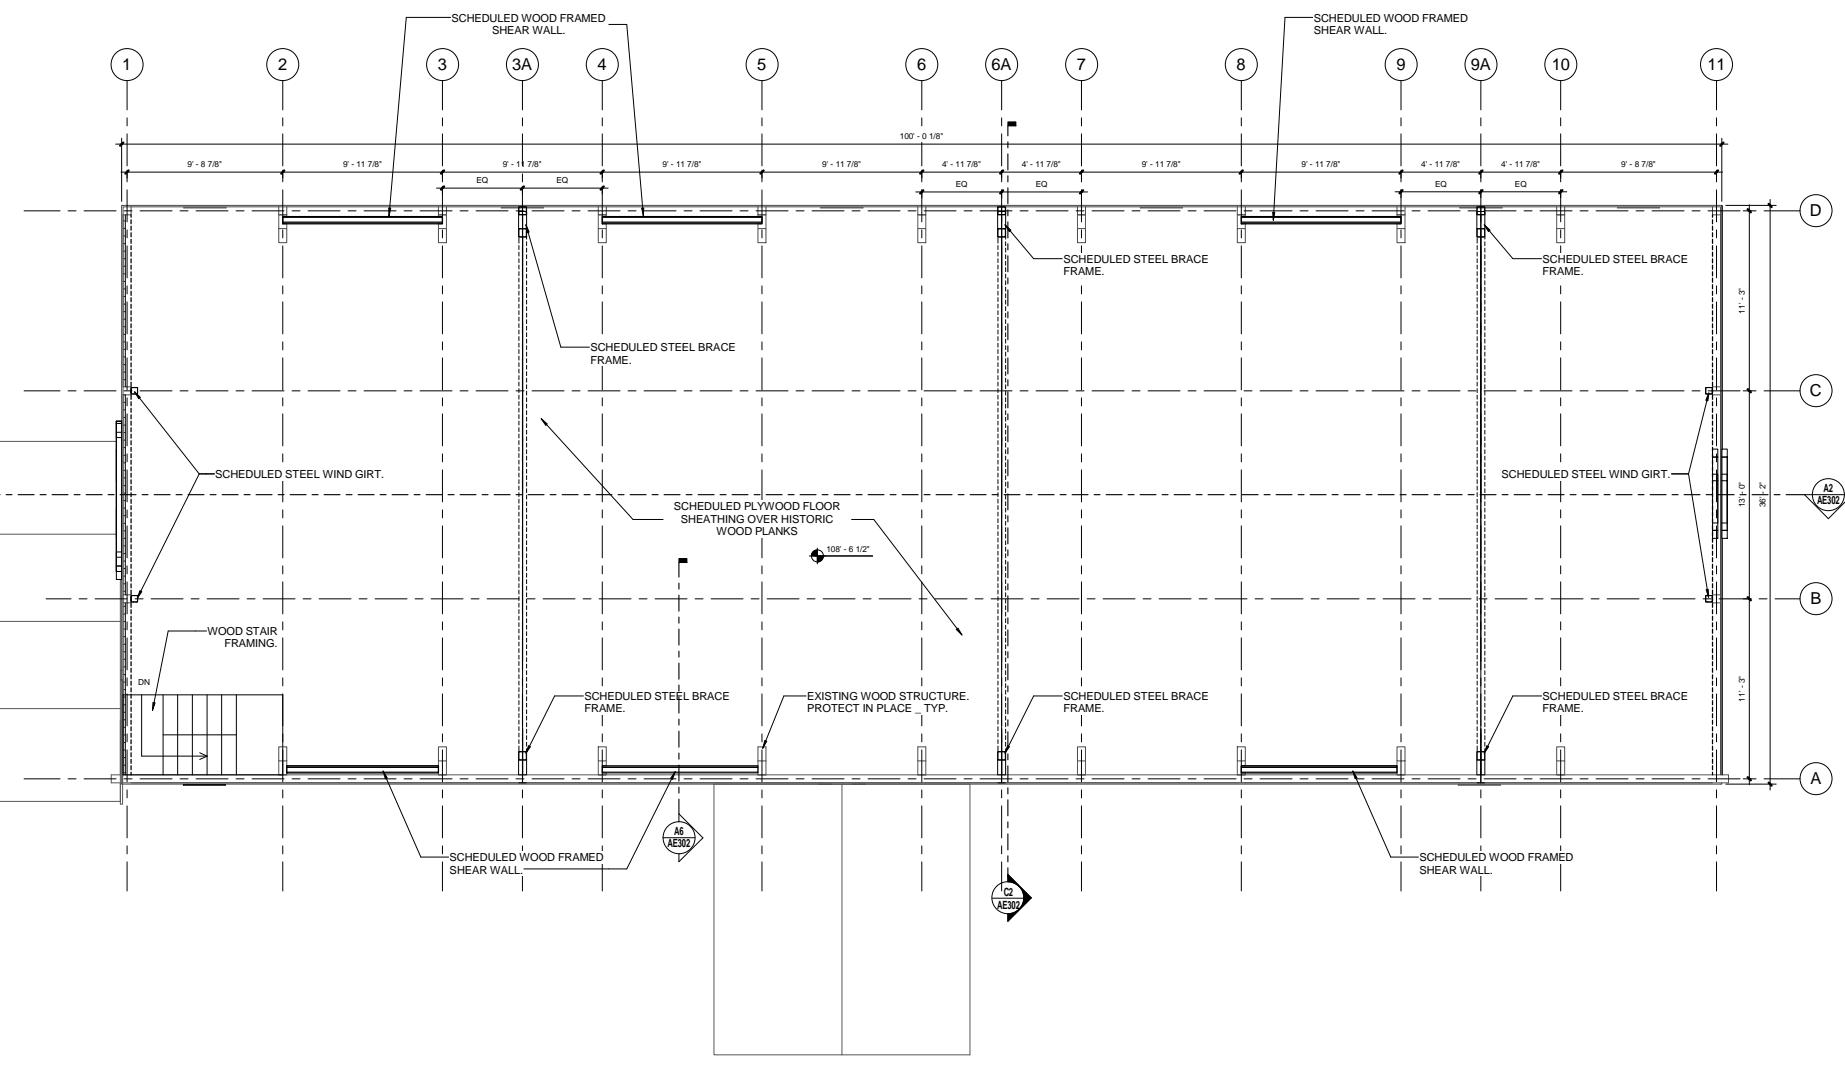 SCHEDULED WOOD FRAMED
SHEAR WALL.
SCHEDULED WOOD FRAMED
SHEAR WALL.
1
2
3
3A
4
5
6
6A
7
8
9
9A
10
11
100' - 0 1/8"
9' - 8 7/8"
9' - 11 7/8"
9' - 11 7/8"
9' - 11 7/8"
9' - 11 7/8"
4' - 11 7/8"
4' - 11 7/8"
9' - 11 7/8"
9' - 11 7/8"
4' - 11 7/8"
4' - 11 7/8"
9' - 8 7/8"
EQ
EQ
EQ
EQ
EQ
EQ
D
SCHEDULED STEEL BRACE
FRAME.
SCHEDULED STEEL BRACE
FRAME.
11' - 3"
SCHEDULED STEEL BRACE
FRAME.
C
SCHEDULED STEEL WIND GIRT.
SCHEDULED STEEL WIND GIRT.
13' - 0"
36' - 2"
A2
AE302
SCHEDULED PLYWOOD FLOOR
SHEATHING OVER HISTORIC
WOOD PLANKS
108' - 6 1/2"
B
WOOD STAIR
FRAMING.
DN
SCHEDULED STEEL BRACE
FRAME.
EXISTING WOOD STRUCTURE.
PROTECT IN PLACE _ TYP.
SCHEDULED STEEL BRACE
FRAME.
SCHEDULED STEEL BRACE
FRAME.
11' - 3"
A
A6
AE302
SCHEDULED WOOD FRAMED
SHEAR WALL.
SCHEDULED WOOD FRAMED
SHEAR WALL.
C2
AE302